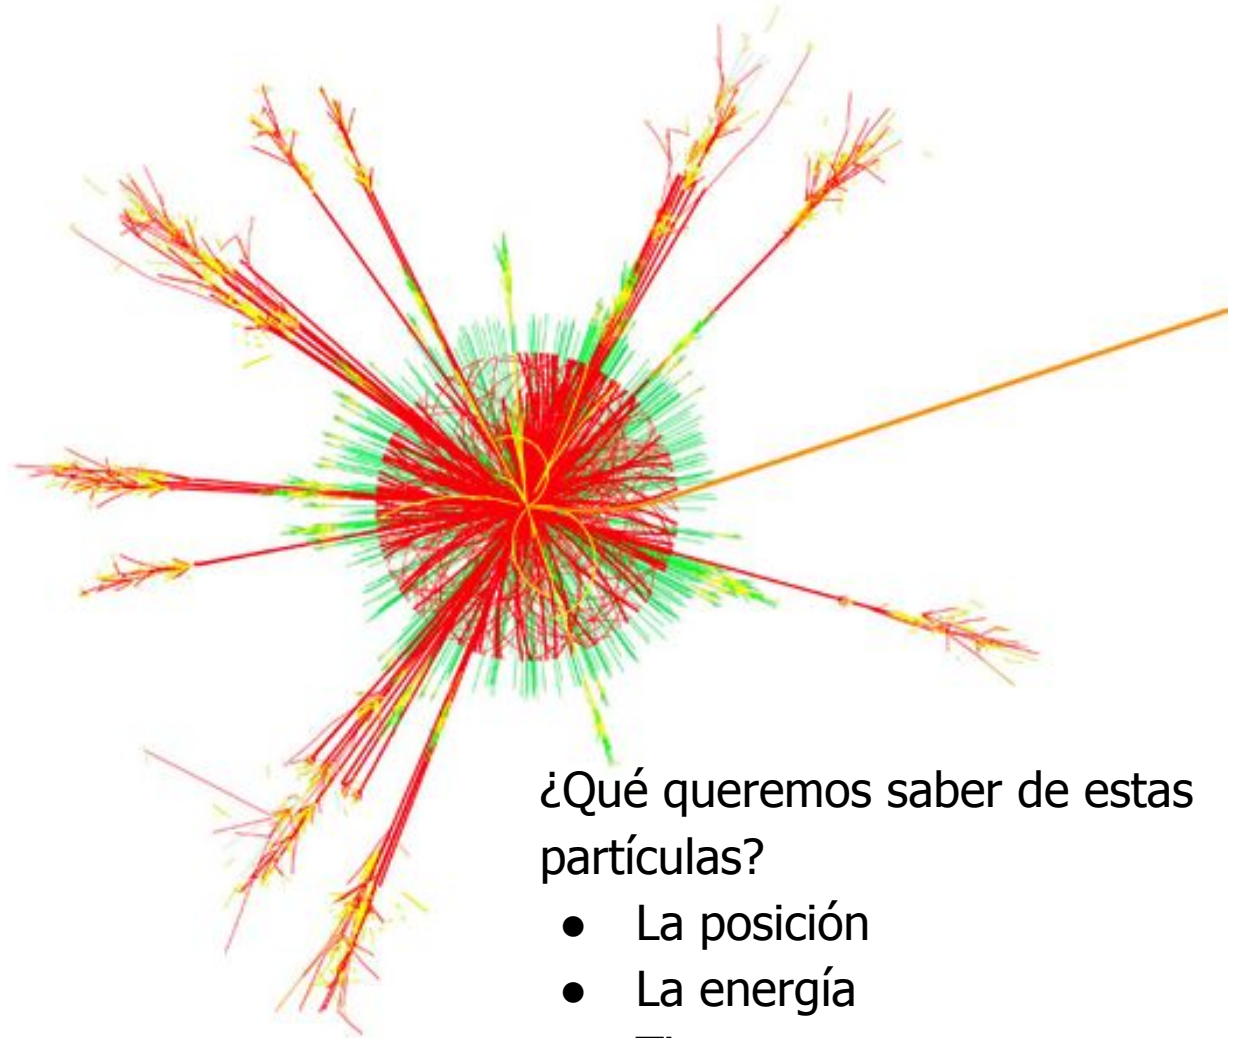 ¿Qué queremos saber de estas
partículas?
● La posición
● La energía